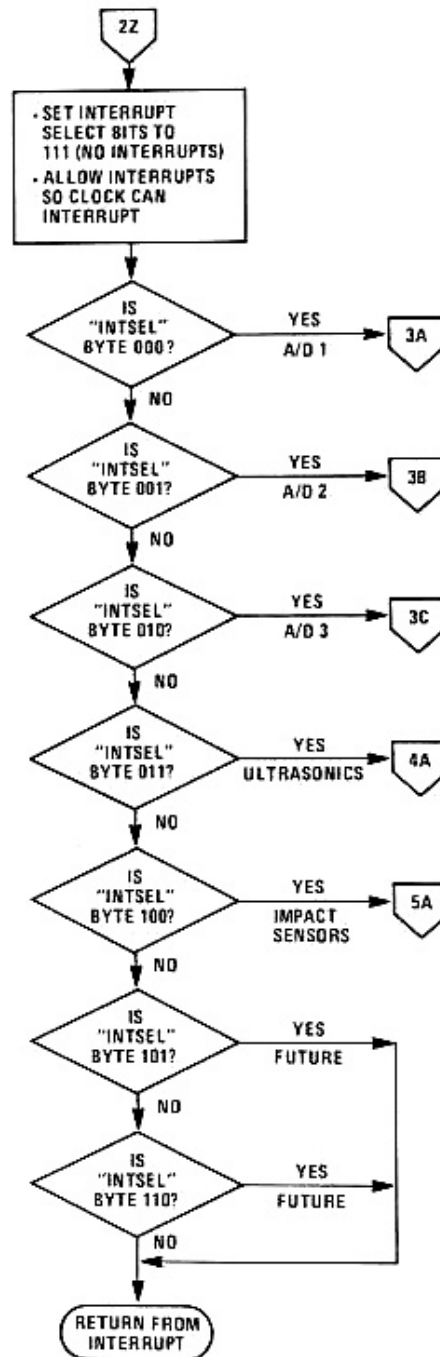 2Z
• SET INTERRUPT
SELECT BITS TO
111 (NO INTERRUPTS)
• ALLOW INTERRUPTS
SO CLOCK CAN
INTERRUPT
IS
"INTSEL"
BYTE 000?
YES
A/D 1
3A
NO
IS
"INTSEL"
BYTE 001?
YES
A/D 2
3B
NO
IS
"INTSEL"
BYTE 010?
YES
A/D 3
3C
NO
IS
"INTSEL"
BYTE 011?
YES
ULTRASONICS
4A
NO
IS
"INTSEL"
BYTE 100?
YES
IMPACT
SENSORS
5A
NO
IS
"INTSEL"
BYTE 101?
YES
FUTURE
NO
IS
"INTSEL"
BYTE 110?
YES
FUTURE
NO
RETURN FROM
INTERRUPT